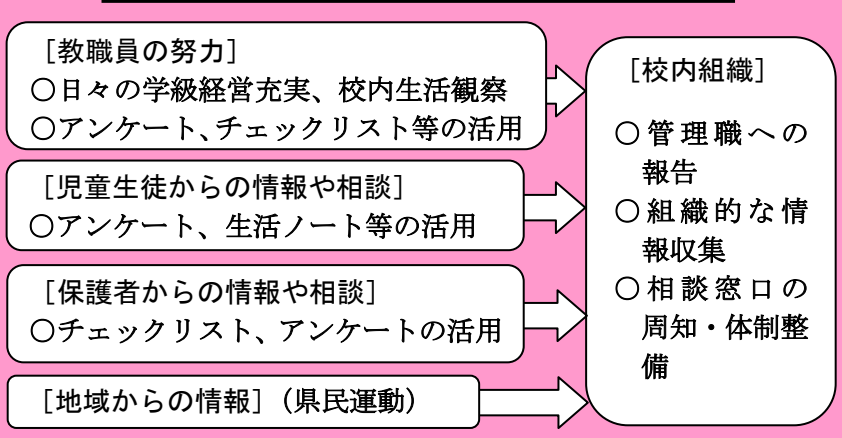 ［教職員の努力］
○日々の学級経営充実、校内生活観察
○アンケート、チェックリスト等の活用
［児童生徒からの情報や相談］
○アンケート、生活ノート等の活用
［保護者からの情報や相談］
○チェックリスト、アンケートの活用
［地域からの情報］（県民運動）
［校内組織］
○管理職への
報告
○組織的な情
報収集
○相談窓口の
周知・体制整
備